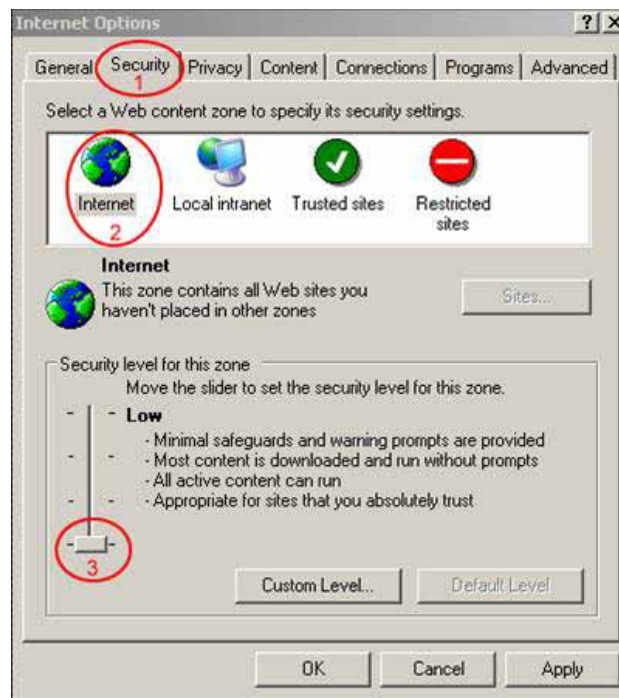 Internet Options
General Security Privacy Content Connections Programs Advanced
1
Select a Web content zone to specify its security settings.
Internet Local intranet Trusted sites Restricted
sites
2
Internet
This zone contains all Web sites you
haven't placed in other zones
Sites...
Security level for this zone
Move the slider to set the security level for this zone.
Low
- Minimal safeguards and warning prompts are provided
- Most content is downloaded and run without prompts
- All active content can run
- Appropriate for sites that you absolutely trust
3
Custom Level... Default Level
OK Cancel Apply